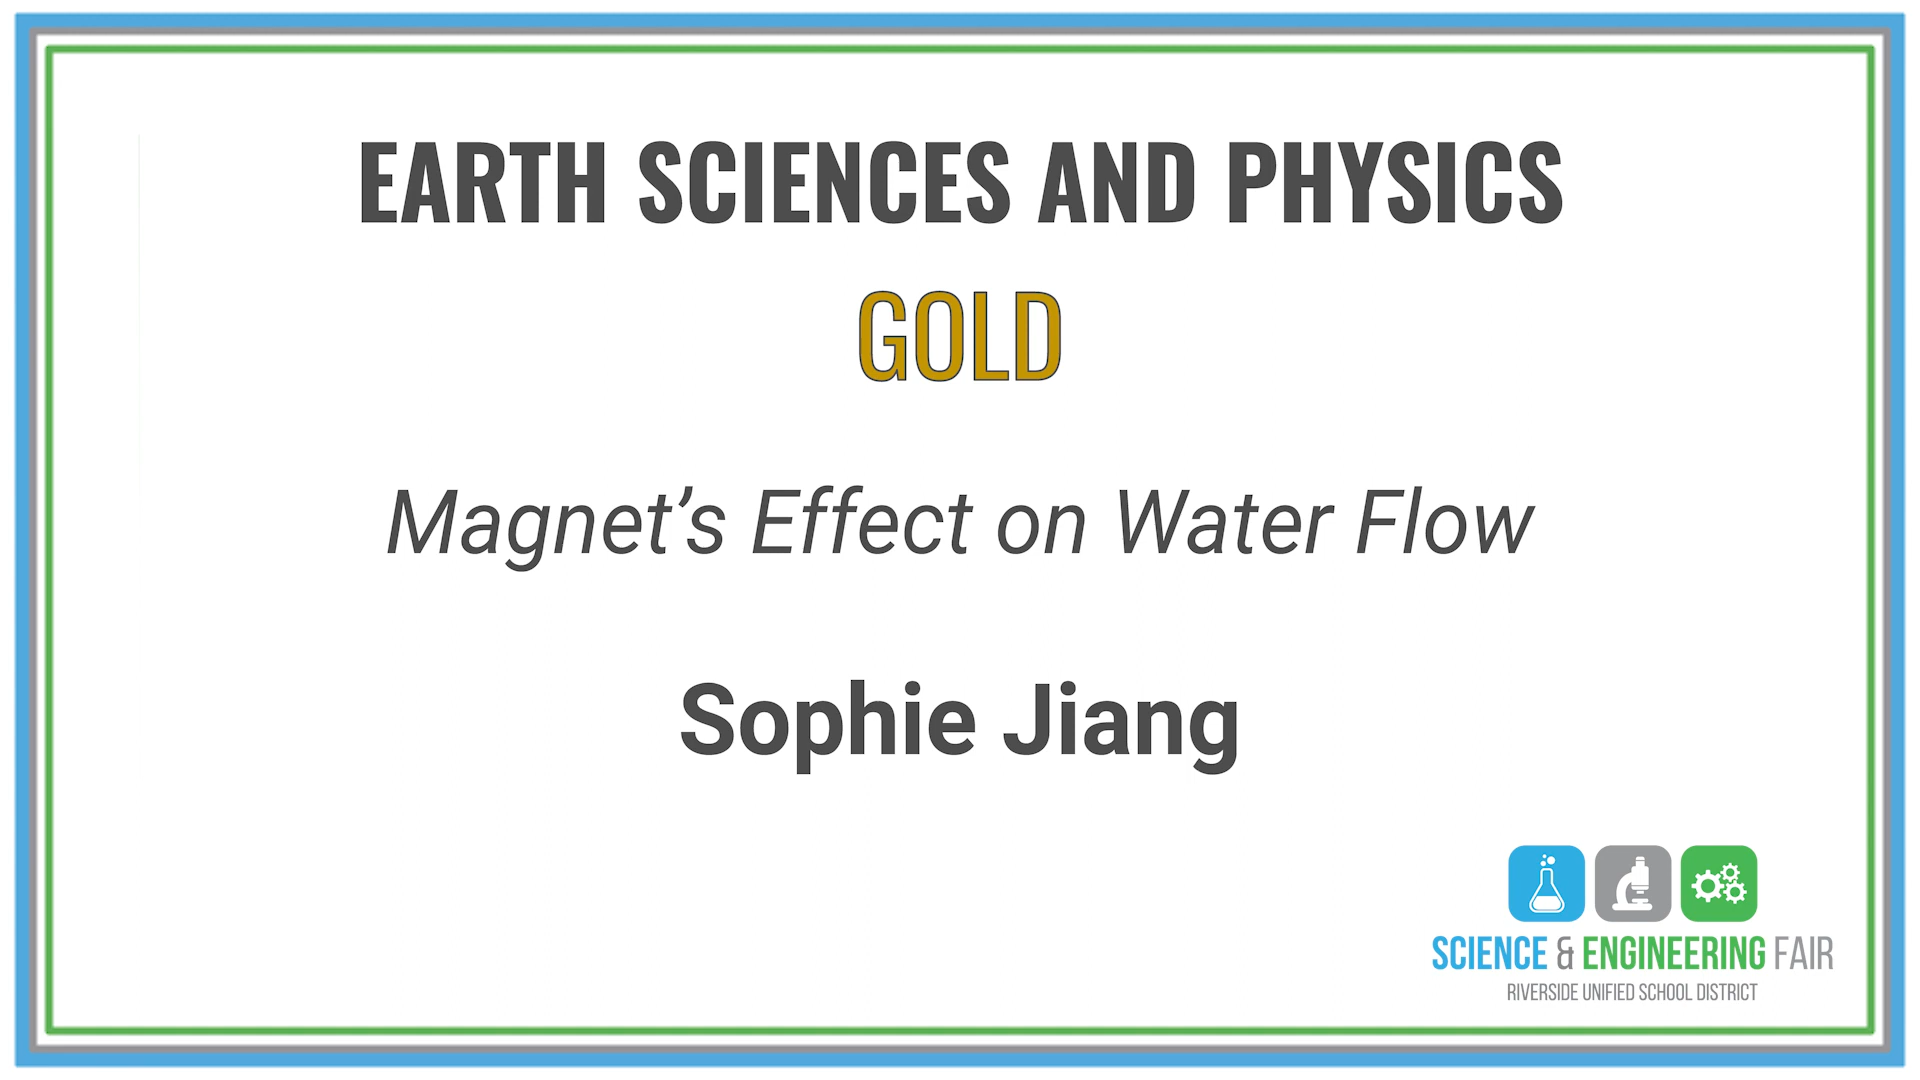 EARTH SCIENCES AND PHYSICS
GOLD
Magnet’s Effect on Water Flow
Sophie Jiang
SCIENCE & ENGINEERING FAIR
RIVERSIDE UNIFIED SCHOOL DISTRICT